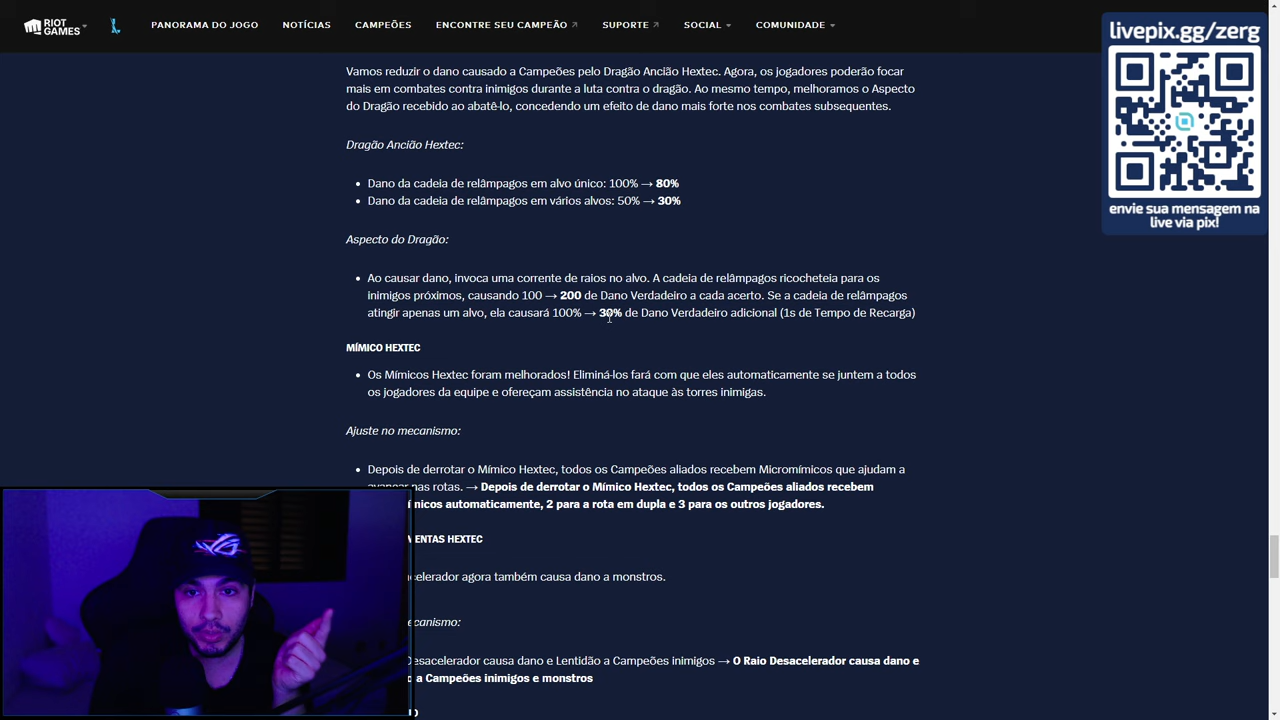 RIOT GAMES
PANORAMA DO JOGO
NOTÍCIAS
CAMPEÕES
ENCONTRE SEU CAMPEÃO
SUPORTE
SOCIAL
COMUNIDADE
livepix.gg/zerg
envie sua mensagem na
live via pix!
Vamos reduzir o dano causado a Campeões pelo Dragão Ancião Hextec. Agora, os jogadores poderão focar
mais em combates contra inimigos durante a luta contra o dragão. Ao mesmo tempo, melhoramos o Aspecto
do Dragão recebido ao abatê-lo, concedendo um efeito de dano mais forte nos combates subsequentes.
Dragão Ancião Hextec:
• Dano da cadeia de relâmpagos em alvo único: 100% → 80%
• Dano da cadeia de relâmpagos em vários alvos: 50% → 30%
Aspecto do Dragão:
• Ao causar dano, invoca uma corrente de raios no alvo. A cadeia de relâmpagos ricocheteia para os
inimigos próximos, causando 100 → 200 de Dano Verdadeiro a cada acerto. Se a cadeia de relâmpagos
atingir apenas um alvo, ela causará 100% → 30% de Dano Verdadeiro adicional (1s de Tempo de Recarga)
MÍMICO HEXTEC
• Os Mímicos Hextec foram melhorados! Eliminá-los fará com que eles automaticamente se juntem a todos
os jogadores da equipe e ofereçam assistência no ataque às torres inimigas.
Ajuste no mecanismo:
• Depois de derrotar o Mímico Hextec, todos os Campeões aliados recebem Micromímicos que ajudam a
nas rotas. → Depois de derrotar o Mímico Hextec, todos os Campeões aliados recebem
automaticamente, 2 para a rota em dupla e 3 para os outros jogadores.
HEXTEC
agora também causa dano a monstros.
Desacelerador causa dano e Lentidão a Campeões inimigos → O Raio Desacelerador causa dano e
a Campeões inimigos e monstros